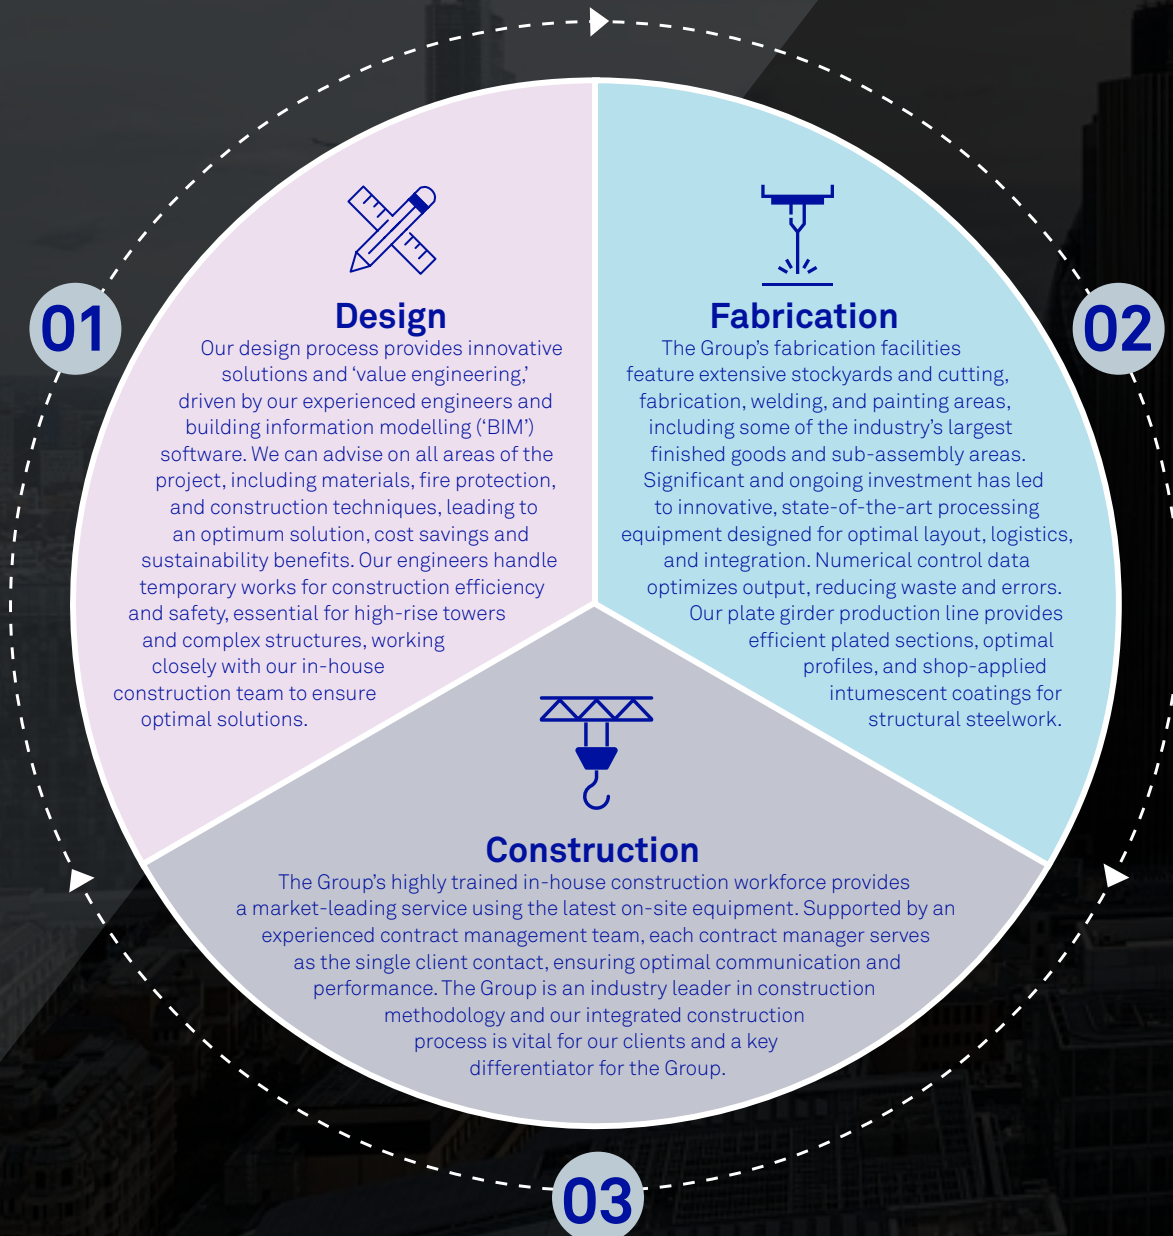 01
Design
Our design process provides innovative
solutions and ‘value engineering,’
driven by our experienced engineers and
building information modelling (‘BIM’)
software. We can advise on all areas of the
project, including materials, fire protection,
and construction techniques, leading to
an optimum solution, cost savings and
sustainability benefits. Our engineers handle
temporary works for construction efficiency
and safety, essential for high-rise towers
and complex structures, working
closely with our in-house
construction team to ensure
optimal solutions.
02
Fabrication
The Group’s fabrication facilities
feature extensive stockyards and cutting,
fabrication, welding, and painting areas,
including some of the industry’s largest
finished goods and sub-assembly areas.
Significant and ongoing investment has led
to innovative, state-of-the-art processing
equipment designed for optimal layout, logistics,
and integration. Numerical control data
optimizes output, reducing waste and errors.
Our plate girder production line provides
efficient plated sections, optimal
profiles, and shop-applied
intumescent coatings for
structural steelwork.
Construction
The Group’s highly trained in-house construction workforce provides
a market-leading service using the latest on-site equipment. Supported by an
experienced contract management team, each contract manager serves
as the single client contact, ensuring optimal communication and
performance. The Group is an industry leader in construction
methodology and our integrated construction
process is vital for our clients and a key
differentiator for the Group.
03